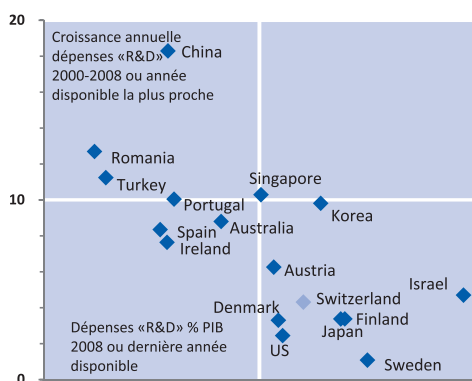 20
Croissance annuelle
dépenses «R&D»
2000-2008 ou année
disponible la plus proche
China
Romania
Turkey
Singapore
10
Portugal
Korea
Australia
Spain
Ireland
Austria
Israel
Switzerland
Denmark
Finland
Japan
Dépenses «R&D» % PIB
2008 ou dernière année
disponible
US
Sweden
0